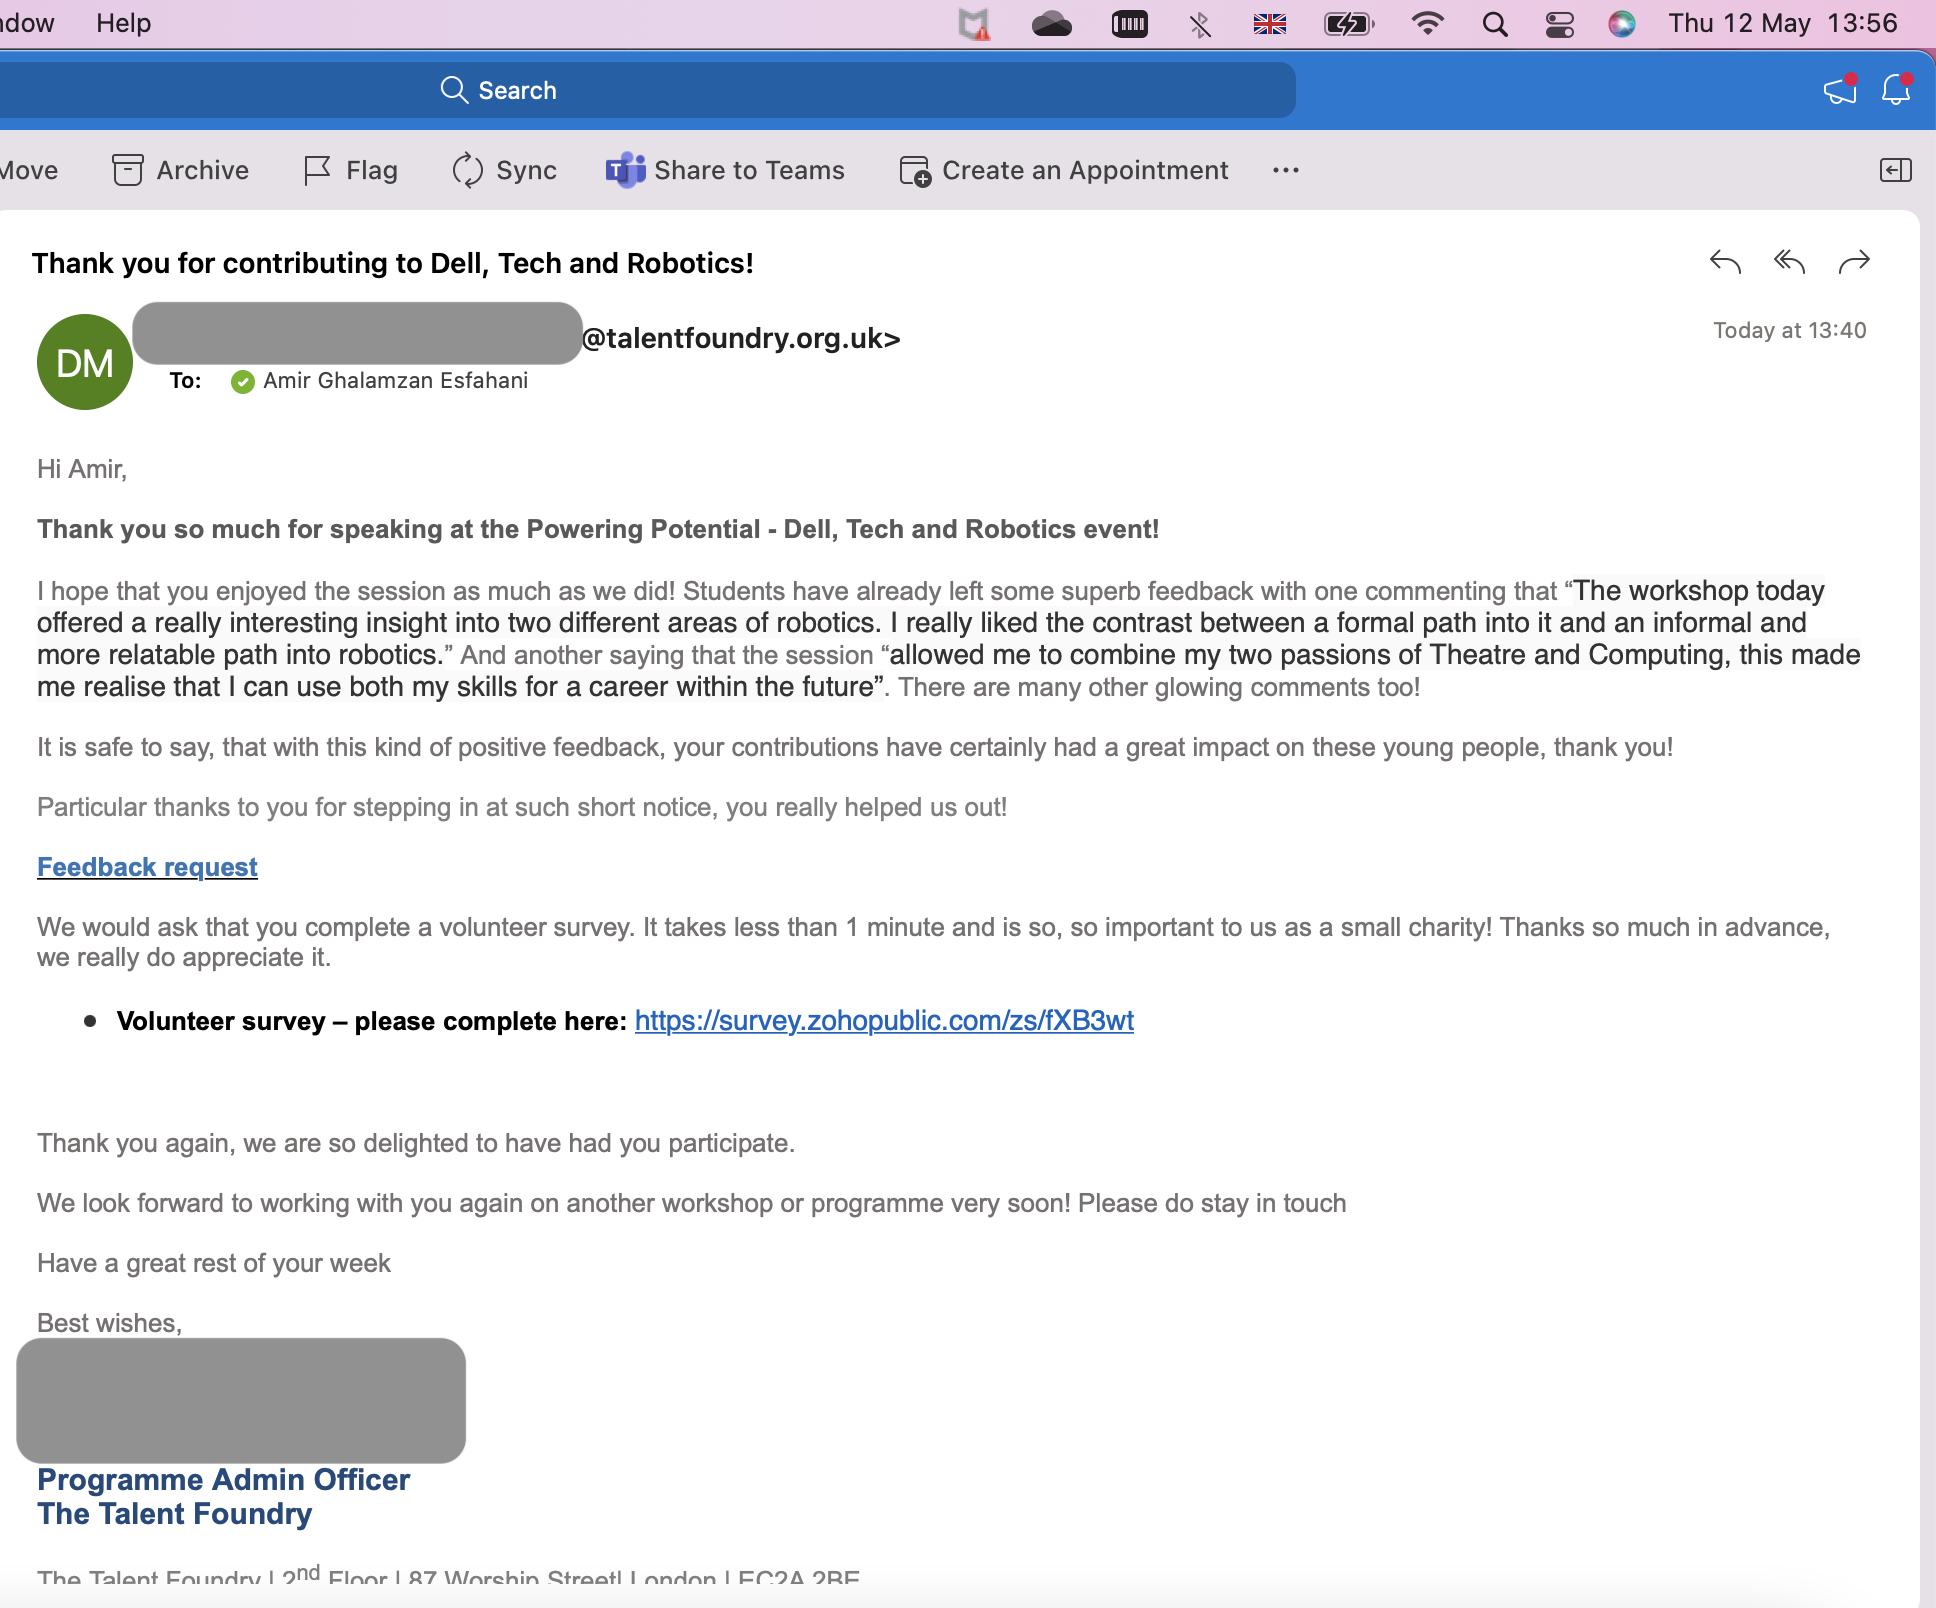 Help
Thu 12 May 13:56
Search
Move
Archive
Flag
Sync
Share to Teams
Create an Appointment
Thank you for contributing to Dell, Tech and Robotics!
DM
@talentfoundry.org.uk>
Today at 13:40
To: Amir Ghalamzan Esfahani
Hi Amir,
Thank you so much for speaking at the Powering Potential - Dell, Tech and Robotics event!
I hope that you enjoyed the session as much as we did! Students have already left some superb feedback with one commenting that “The workshop today
offered a really interesting insight into two different areas of robotics. I really liked the contrast between a formal path into it and an informal and
more relatable path into robotics.” And another saying that the session “allowed me to combine my two passions of Theatre and Computing, this made
me realise that I can use both my skills for a career within the future”. There are many other glowing comments too!
It is safe to say, that with this kind of positive feedback, your contributions have certainly had a great impact on these young people, thank you!
Particular thanks to you for stepping in at such short notice, you really helped us out!
Feedback request
We would ask that you complete a volunteer survey. It takes less than 1 minute and is so, so important to us as a small charity! Thanks so much in advance,
we really do appreciate it.
• Volunteer survey – please complete here: https://survey.zohopublic.com/zs/fXB3wt
Thank you again, we are so delighted to have had you participate.
We look forward to working with you again on another workshop or programme very soon! Please do stay in touch
Have a great rest of your week
Best wishes,
Programme Admin Officer
The Talent Foundry
The Talent Foundry | 2nd Floor | 87 Worship Street| London | EC2A 2BE